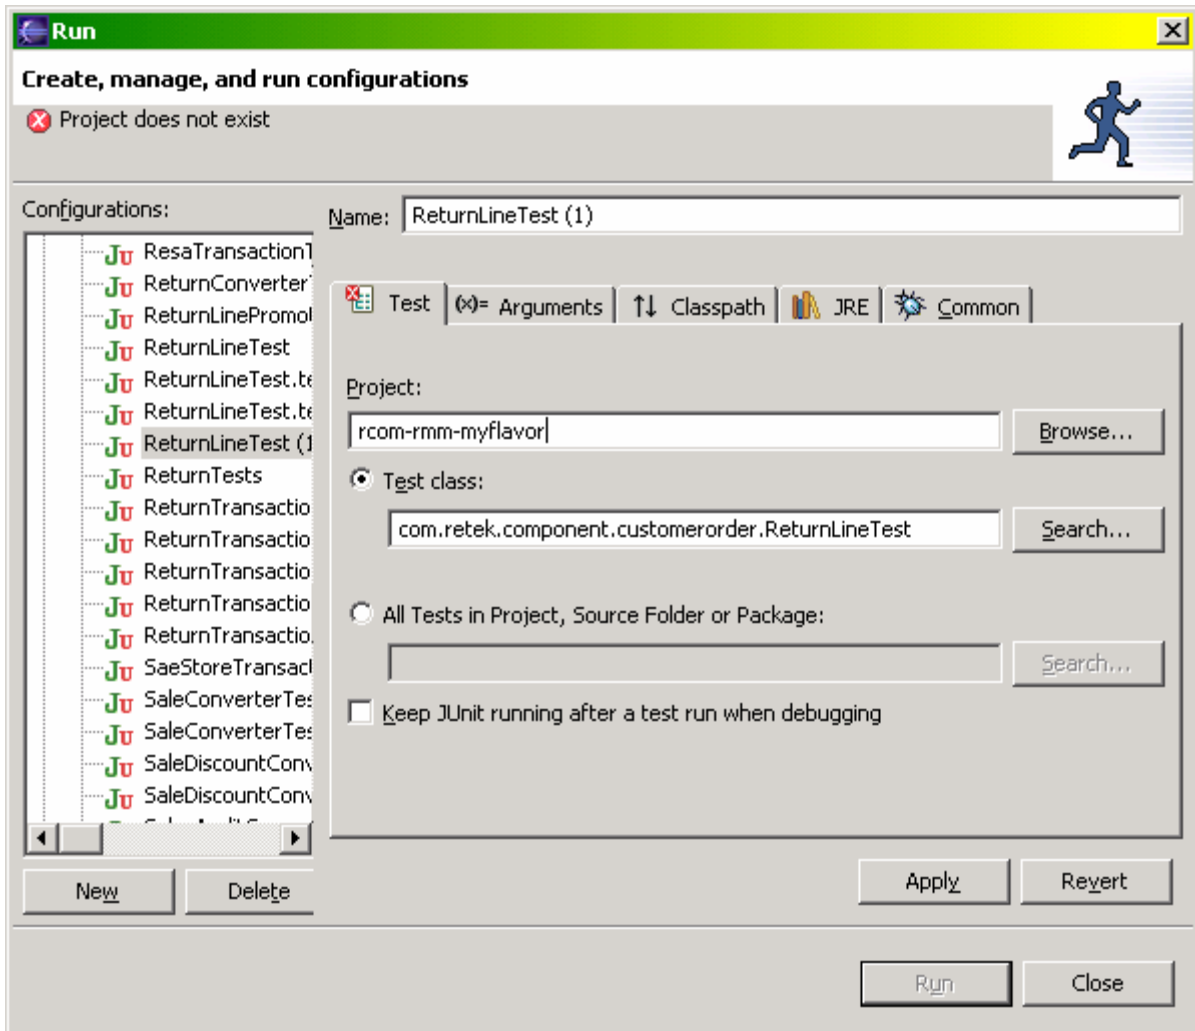 Run
Create, manage, and run configurations
Project does not exist
Configurations:
Name: ReturnLineTest (1)
ResaTransactionT
ReturnConverterT
ReturnLinePromot
ReturnLineTest
ReturnLineTest.te
ReturnLineTest.te
ReturnLineTest (1
ReturnTests
ReturnTransactio
ReturnTransactio
ReturnTransactio
ReturnTransactio
ReturnTransactio.
SaeStoreTransact
SaleConverterTes
SaleConverterTes
SaleDiscountConv
SaleDiscountConv
New
Delete
Test
(x)= Arguments
Classpath
JRE
Common
Project:
rcom-rmm-myflavor
Browse...
Test class:
com.retek.component.customerorder.ReturnLineTest
Search...
All Tests in Project, Source Folder or Package:
Search...
Keep JUnit running after a test run when debugging
Apply
Revert
Run
Close